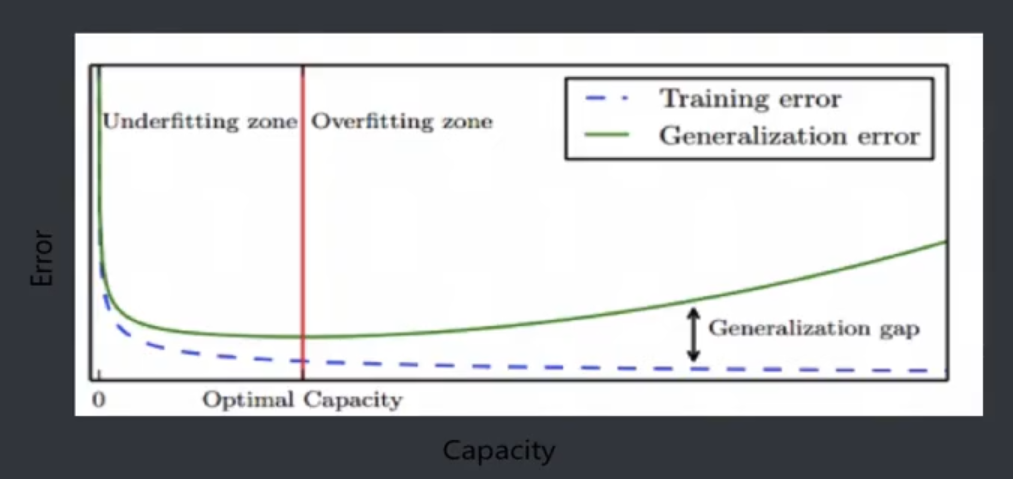 Underfitting zone
Overfitting zone
Training error
Generalization error
Error
Generalization gap
0
Optimal Capacity
Capacity